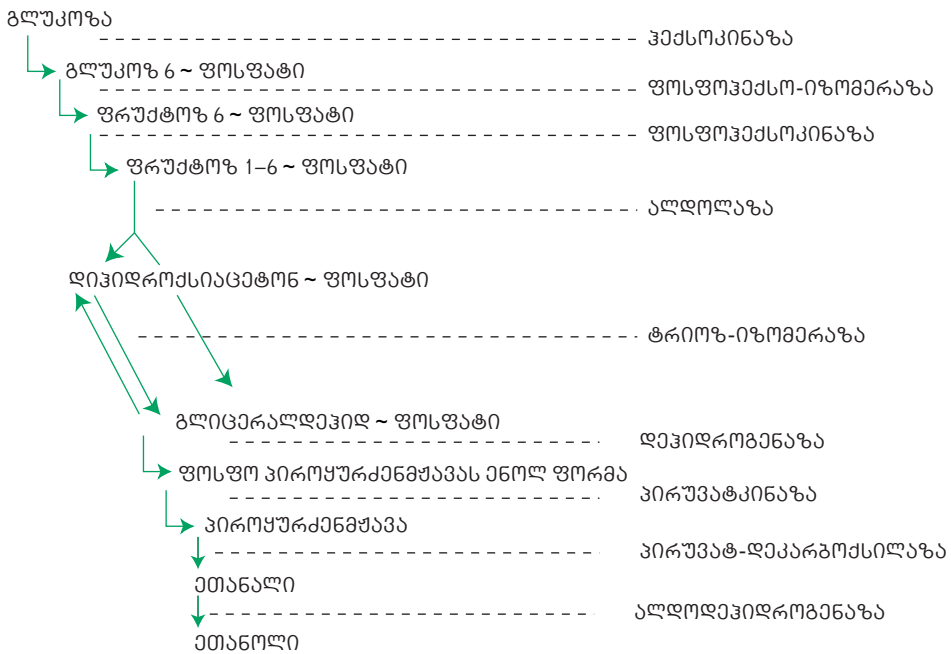 გლუკოზა
ჰექსოკინაზა
გლუკოზ 6 ~ ფოსფატი
ფოსფოჰექსო-იზომერაზა
ფრუქტოზ 6 ~ ფოსფატი
ფოსფოჰექსოკინაზა
ფრუქტოზ 1–6 ~ ფოსფატი
ალდოლაზა
დიჰიდროქსიაცეტონ ~ ფოსფატი
ტრიოზ-იზომერაზა
გლიცერალდეჰიდ ~ ფოსფატი
დეჰიდროგენაზა
ფოსფო პიროყურძენმჟავას ენოლ ფორმა
პირუვატკინაზა
პიროყურძენმჟავა
პირუვატ-დეკარბოქსილაზა
ეთანალი
ალდოდეჰიდროგენაზა
ეთანოლი